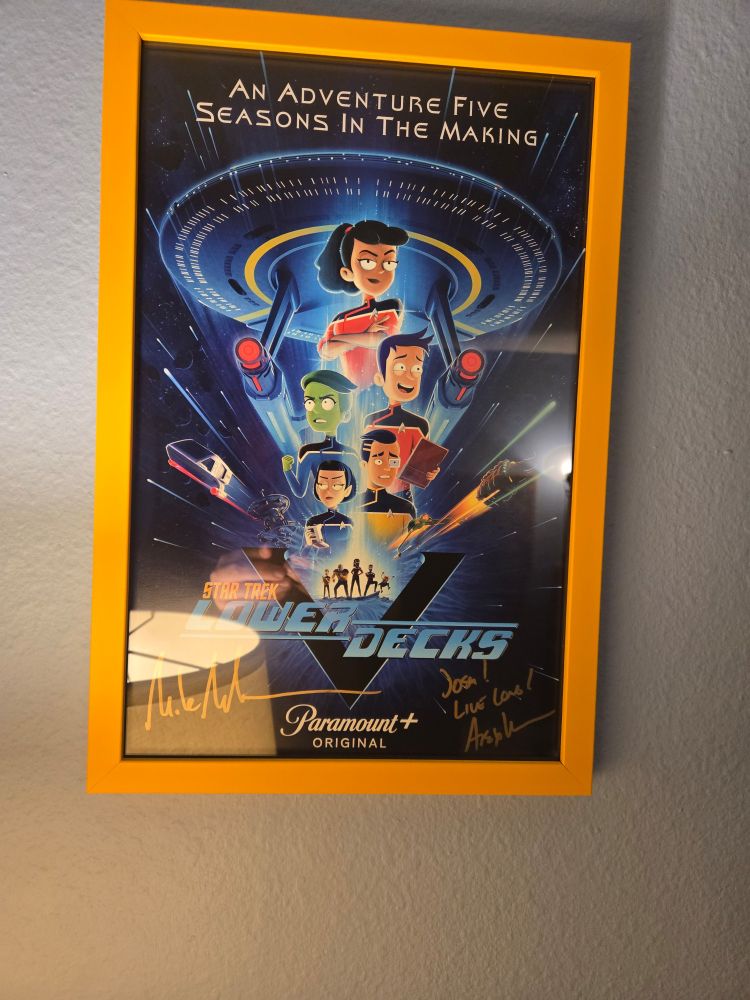 AN ADVENTURE FIVE
SEASONS IN THE MAKING
STAR TREK
LOWER
DECKS
V
Josh!
LIVE LONG!
Paramount+
ORIGINAL